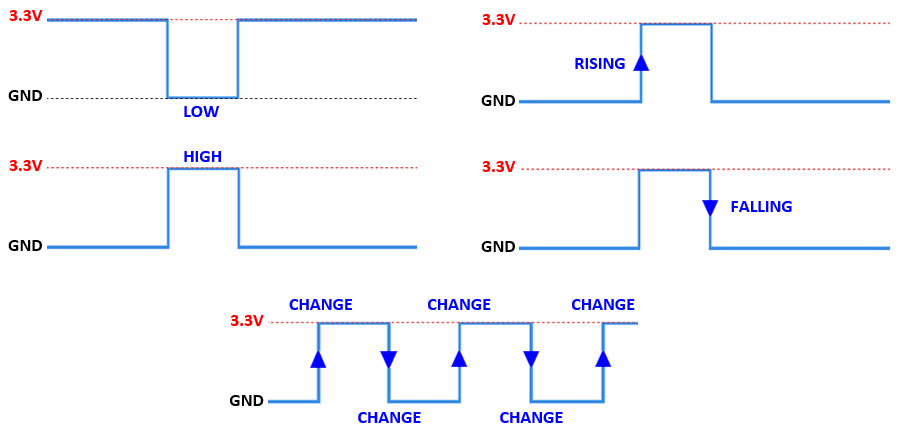 3.3V
GND
LOW
3.3V
RISING
GND
3.3V
HIGH
GND
3.3V
FALLING
GND
CHANGE CHANGE CHANGE
3.3V
GND
CHANGE CHANGE